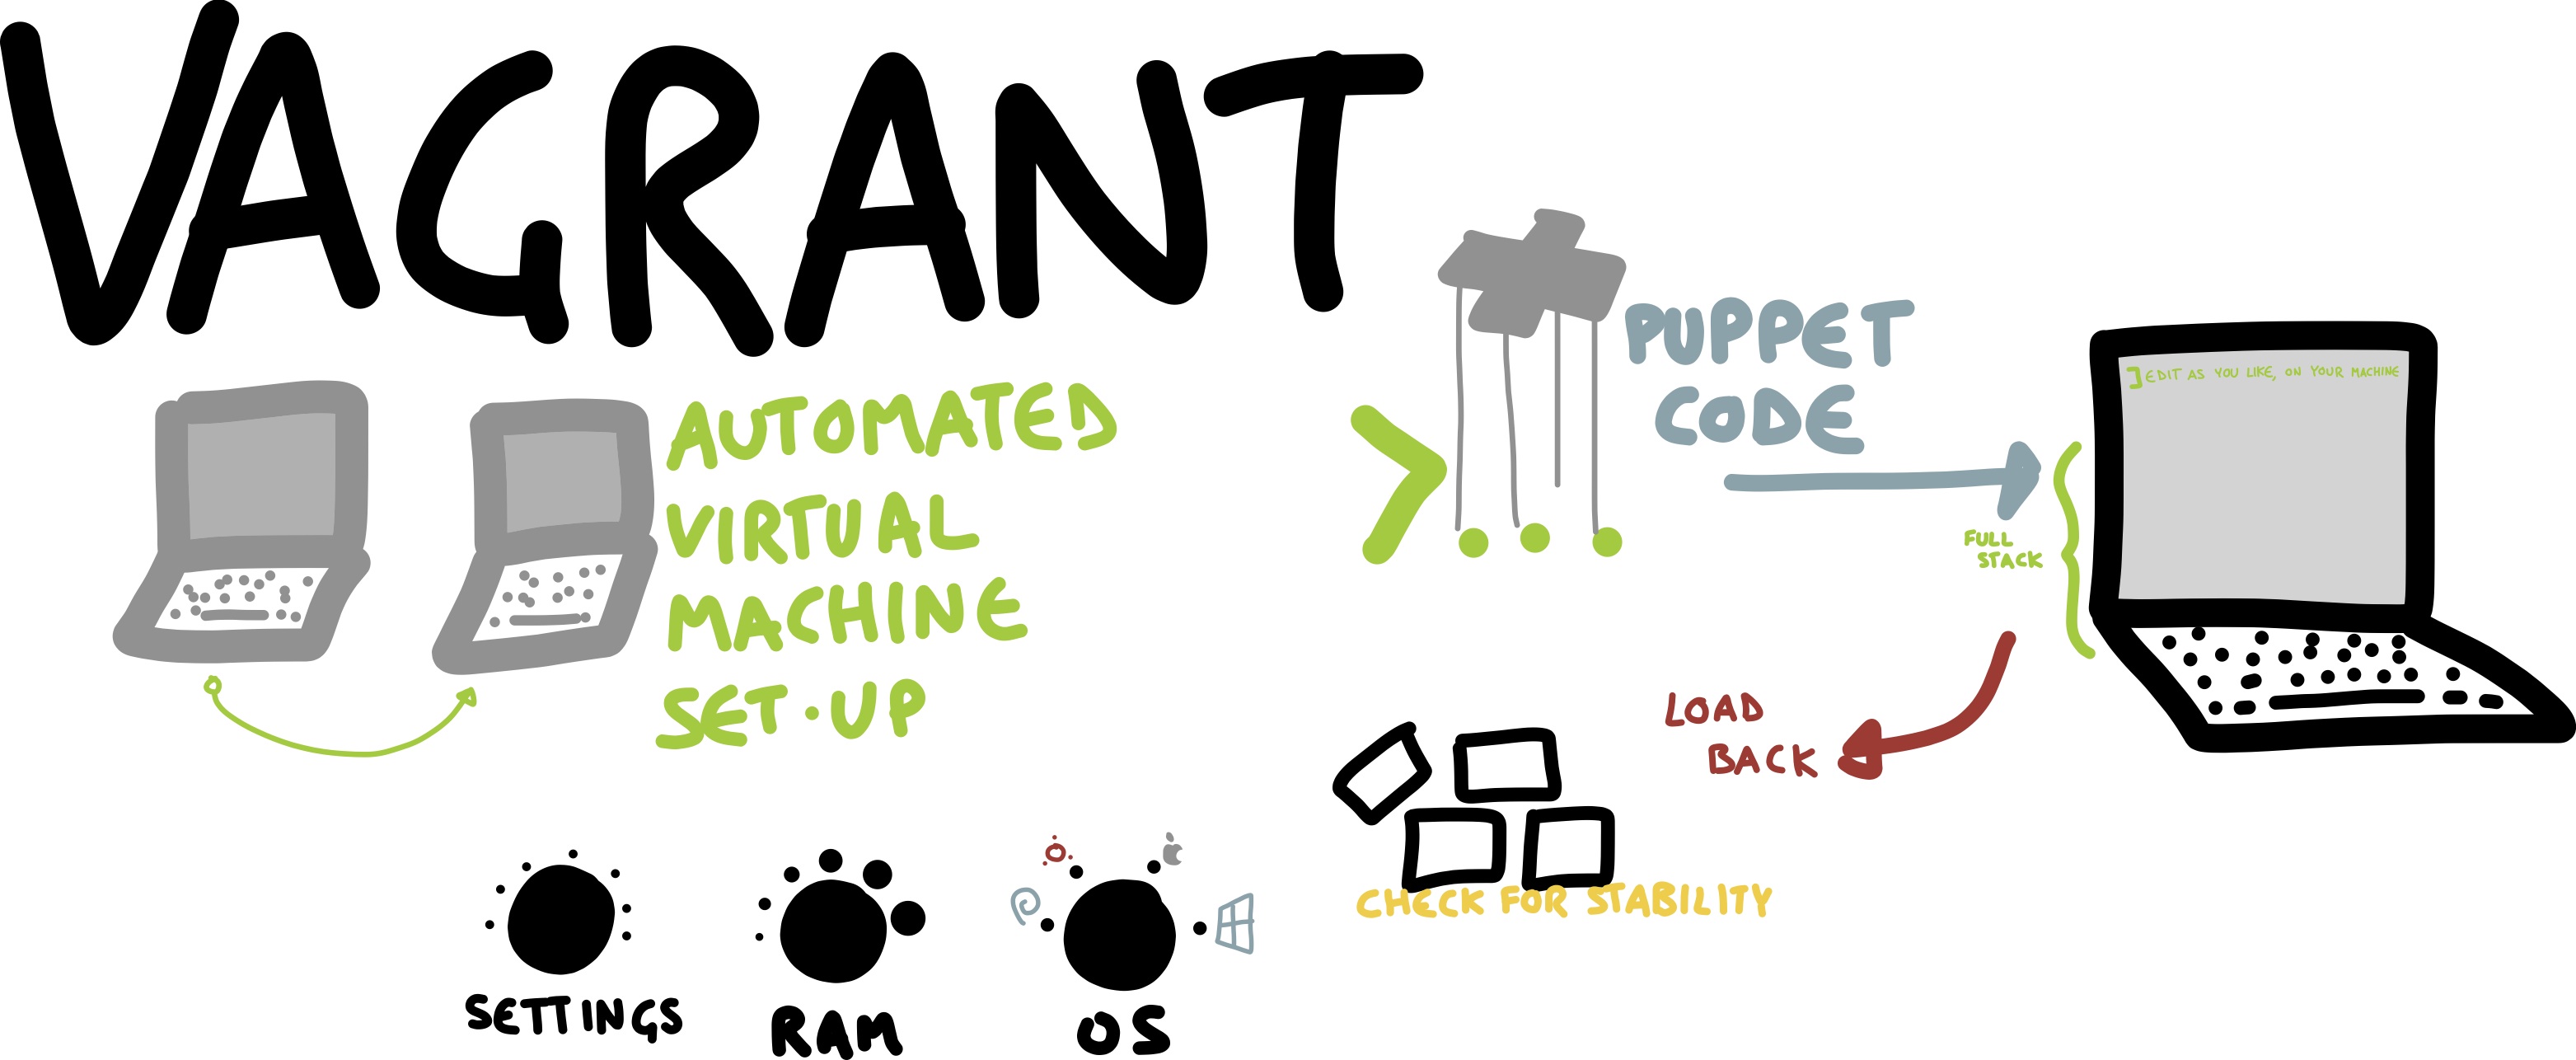 VAGRANT
AUTOMATED
VIRTUAL
MACHINE
SET-UP
PUPPET
CODE
] EDIT AS YOU LIKE, ON YOUR MACHINE
FULL
STACK
LOAD
BACK
CHECK FOR STABILITY
SETTINGS
RAM
OS